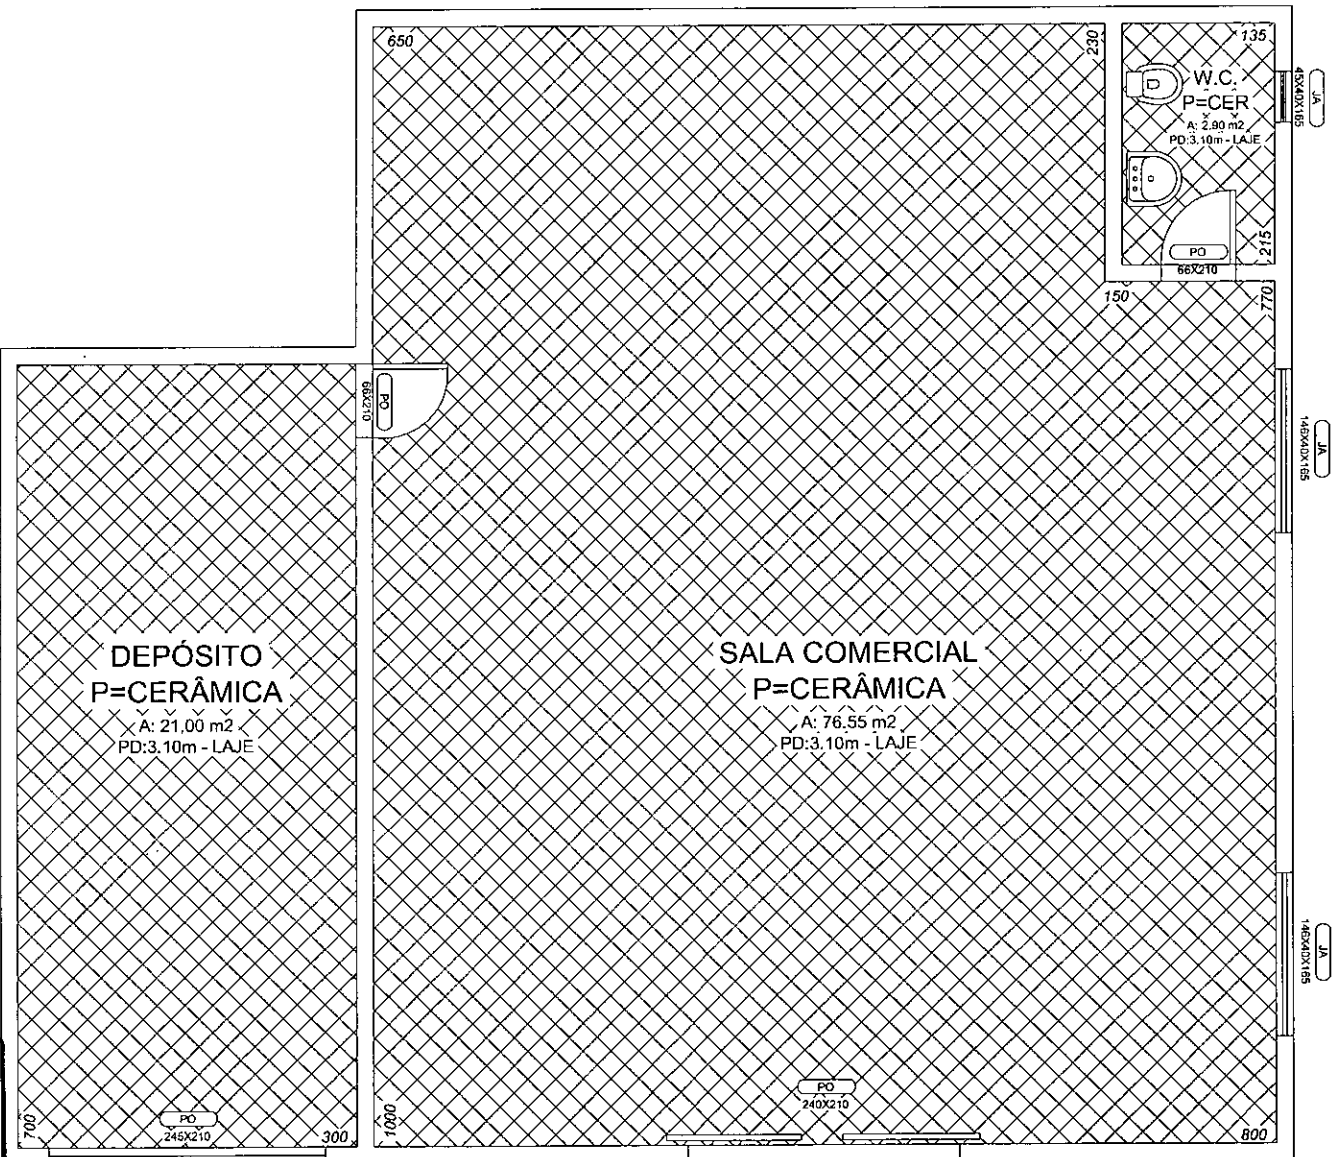 650
230
135
W.C.
P=CER
A: 2.90 m2
PD:3.10m - LAJE
JA
45X40X165
PO
66X210
215
150
770
PO
66X210
JA
146X40X165
DEPÓSITO
P=CERÂMICA
A: 21,00 m2
PD:3.10m - LAJE
SALA COMERCIAL
P=CERÂMICA
A: 76.55 m2
PD:3.10m - LAJE
JA
146X40X165
700
PO
245X210
300
1000
PO
240X210
800